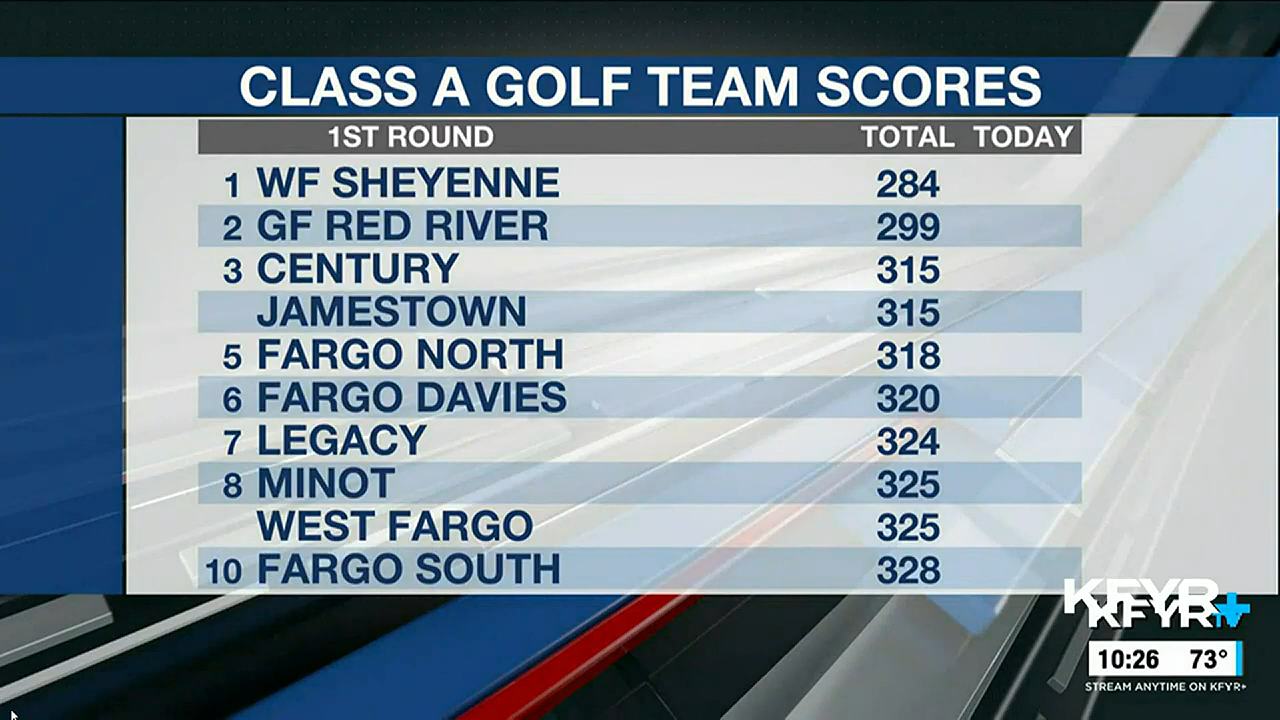 CLASS A GOLF TEAM SCORES
1ST ROUND TOTAL TODAY
1 WF SHEYENNE 284
2 GF RED RIVER 299
3 CENTURY 315
JAMESTOWN 315
5 FARGO NORTH 318
6 FARGO DAVIES 320
7 LEGACY 324
8 MINOT 325
WEST FARGO 325
10 FARGO SOUTH 328
KFYR
KFYR+
10:26 73°
STREAM ANYTIME ON KFYR+